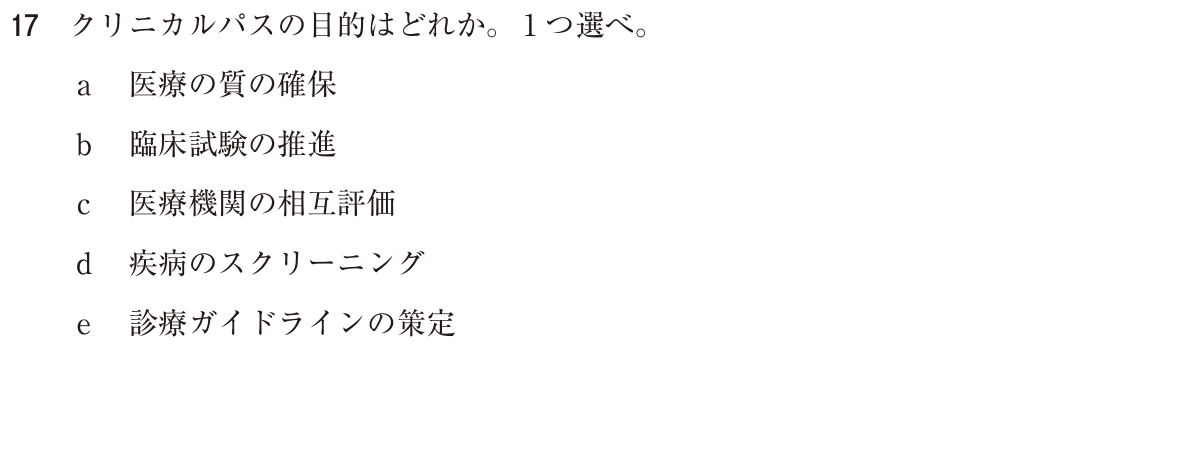 17 クリニカルパスの目的はどれか。１つ選べ。
a 医療の質の確保
b 臨床試験の推進
c 医療機関の相互評価
d 疾病のスクリーニング
e 診療ガイドラインの策定